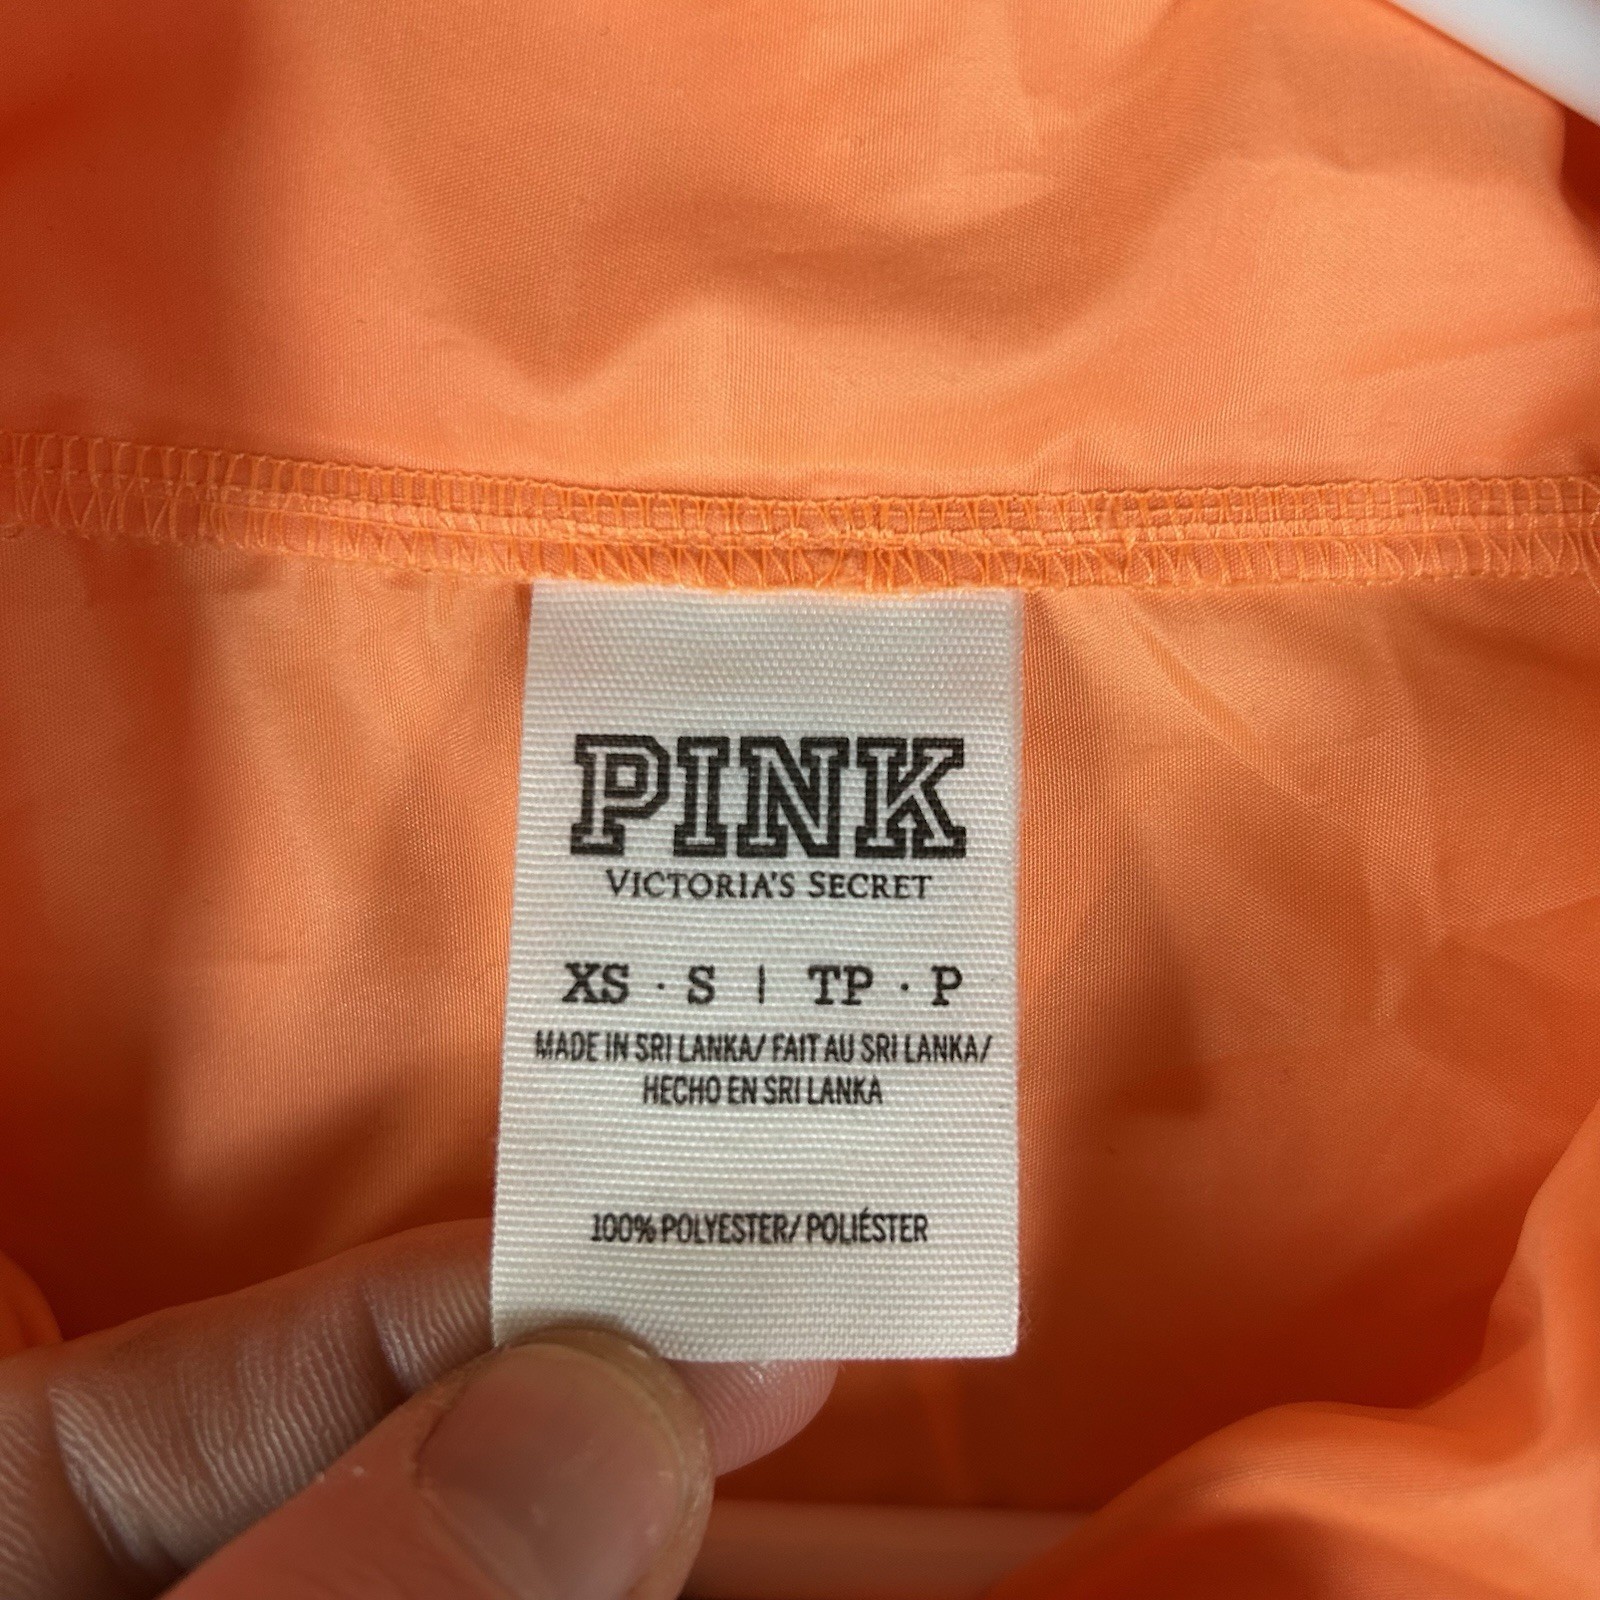 PINK
VICTORIA'S SECRET
XS · S | TP · P
MADE IN SRI LANKA/ FAIT AU SRI LANKA/
HECHO EN SRI LANKA
100% POLYESTER/ POLIÉSTER